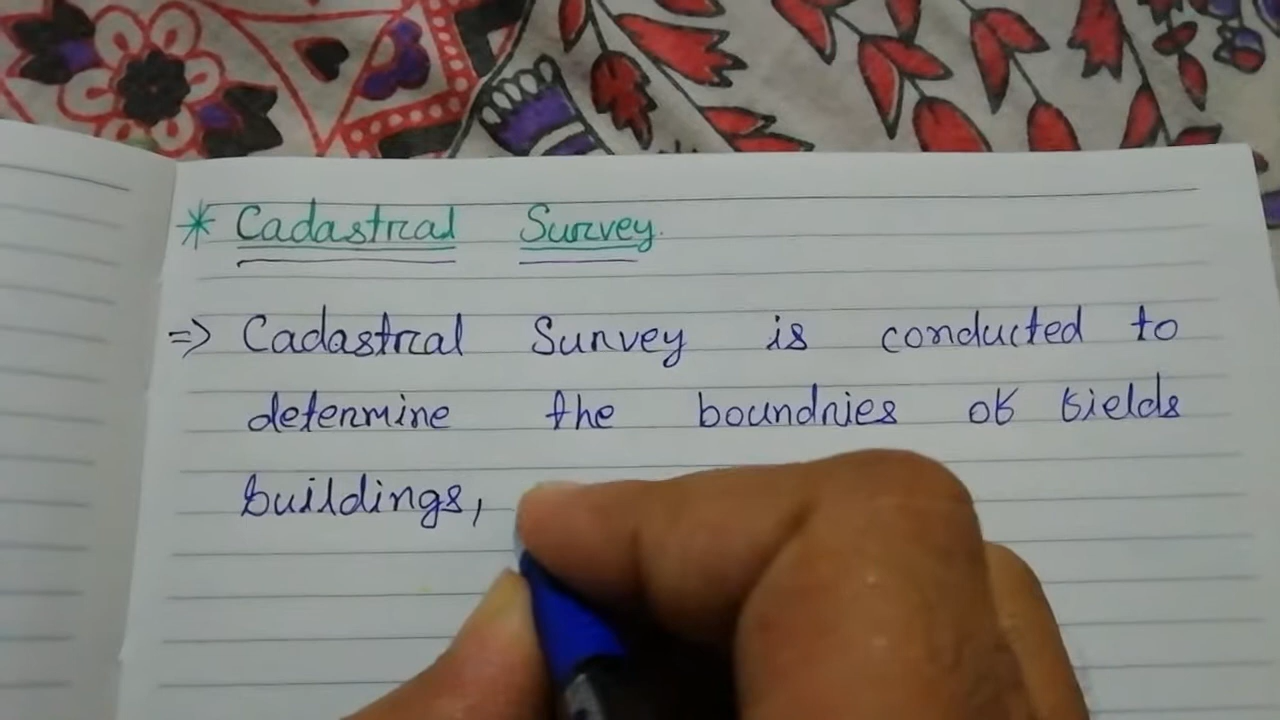 * Cadastral Survey.
=> Cadastral Survey is conducted to
determine the boundries of fields
buildings,